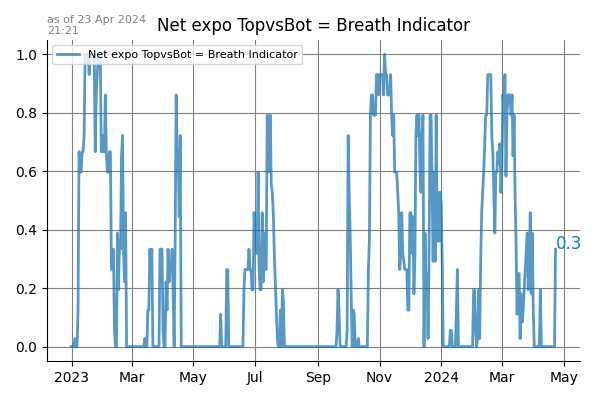 as of 23 Apr 2024
21:21
Net expo TopvsBot = Breath Indicator
Net expo TopvsBot = Breath Indicator
1.0
0.8
0.6
0.4
0.2
0.0
0.3
2023 Mar May Jul Sep Nov 2024 Mar May